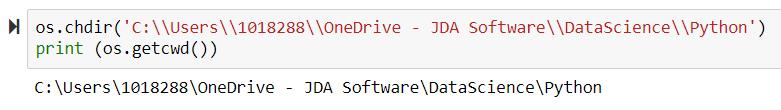 os.chdir('C:\\Users\\1018288\\OneDrive - JDA Software\\DataScience\\Python')
print (os.getcwd())
C:\Users\1018288\OneDrive - JDA Software\DataScience\Python